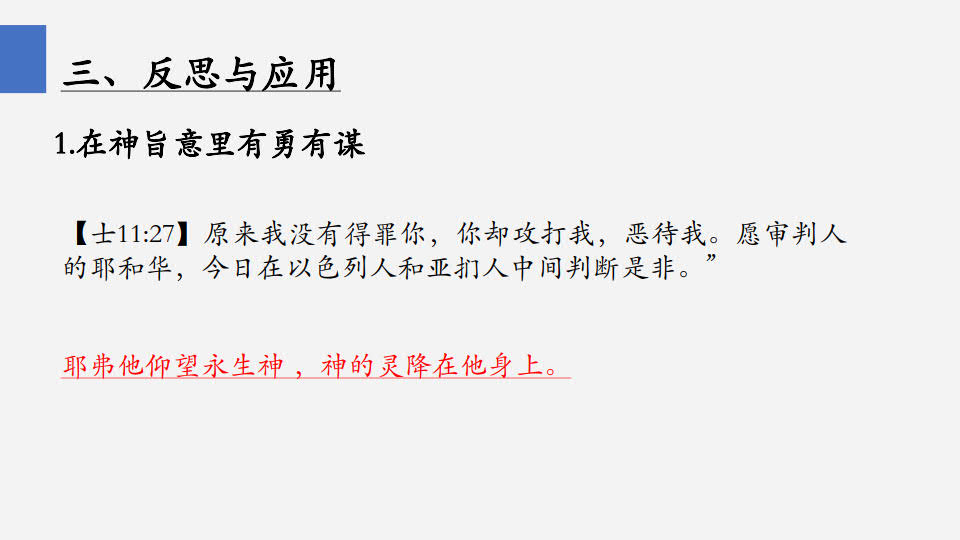 三、反思与应用
1.在神旨意里有勇有谋
【士11:27】原来我没有得罪你，你却攻打我，恶待我。愿审判人
的耶和华，今日在以色列人和亚扪人中间判断是非。”
耶弗他仰望永生神 ，神的灵降在他身上。